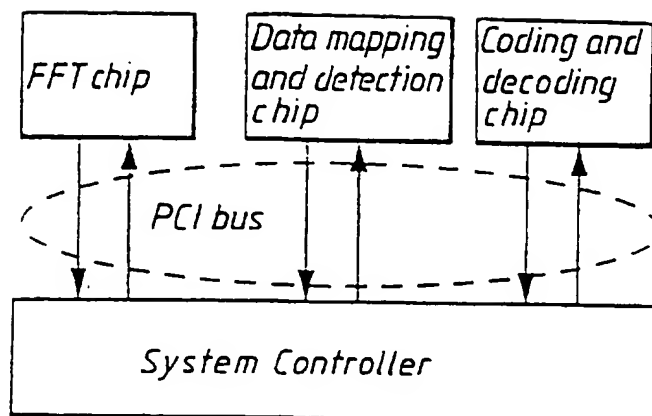 FFT chip
Data mapping
and detection
chip
Coding and
decoding
chip
PCI bus
System Controller